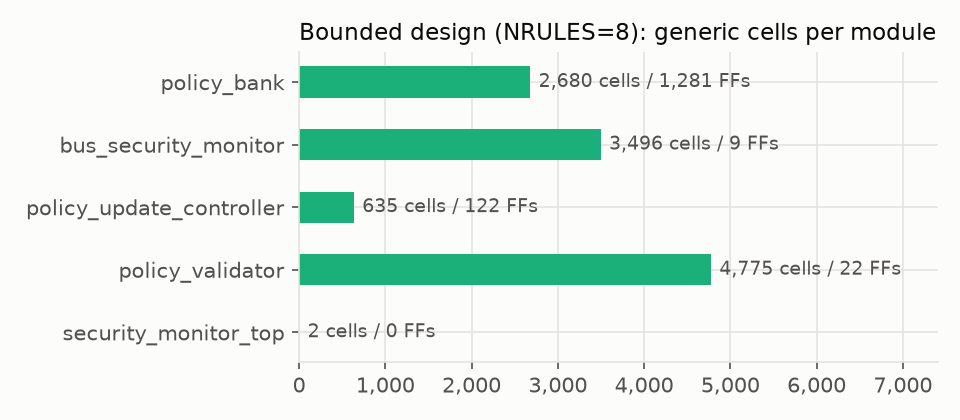 Bounded design (NRULES=8): generic cells per module
policy_bank 2,680 cells / 1,281 FFs
bus_security_monitor 3,496 cells / 9 FFs
policy_update_controller 635 cells / 122 FFs
policy_validator 4,775 cells / 22 FFs
security_monitor_top 2 cells / 0 FFs
0 1,000 2,000 3,000 4,000 5,000 6,000 7,000